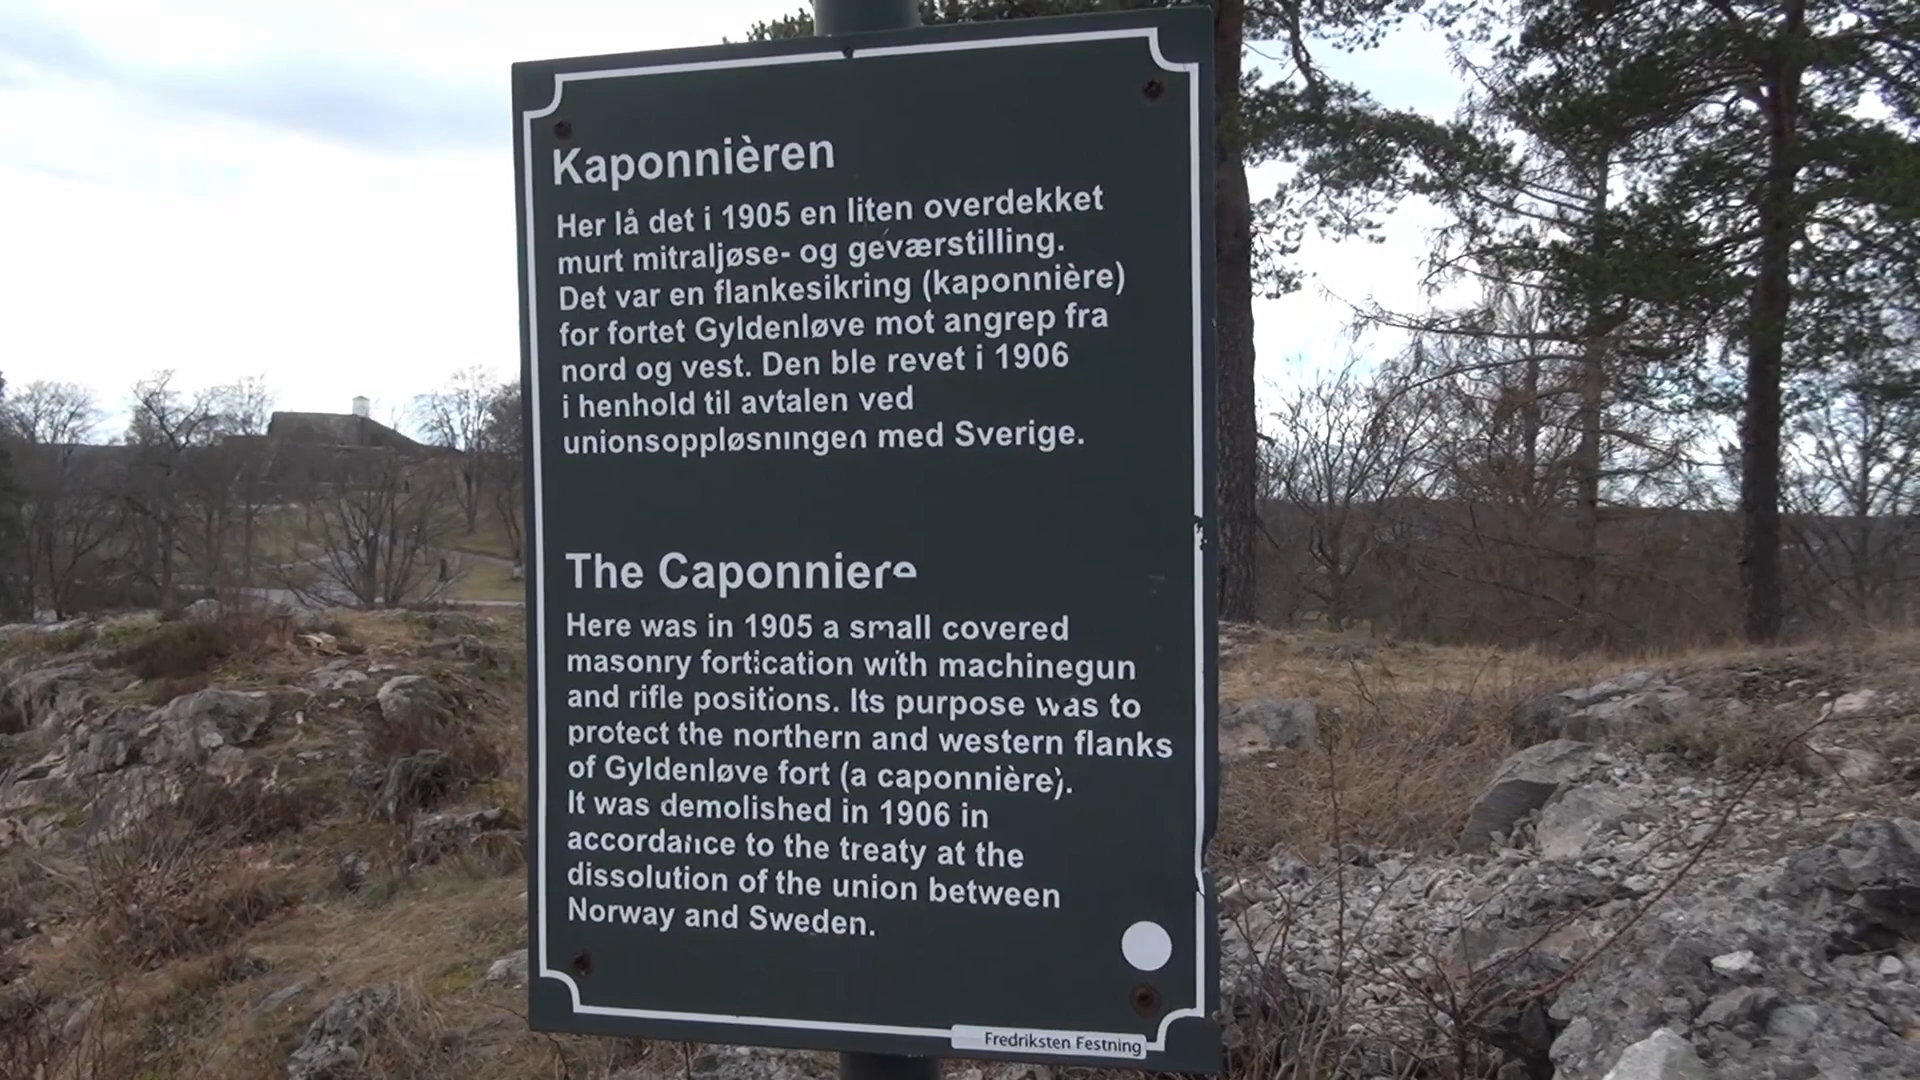 Kaponnièren
Her lå det i 1905 en liten overdekket
murt mitraljøse- og geværstilling.
Det var en flankesikring (kaponnière)
for fortet Gyldenløve mot angrep fra
nord og vest. Den ble revet i 1906
i henhold til avtalen ved
unionsoppløsningen med Sverige.
The Caponniere
Here was in 1905 a small covered
masonry fortication with machinegun
and rifle positions. Its purpose was to
protect the northern and western flanks
of Gyldenløve fort (a caponnière).
It was demolished in 1906 in
accordance to the treaty at the
dissolution of the union between
Norway and Sweden.
Fredriksten Festning